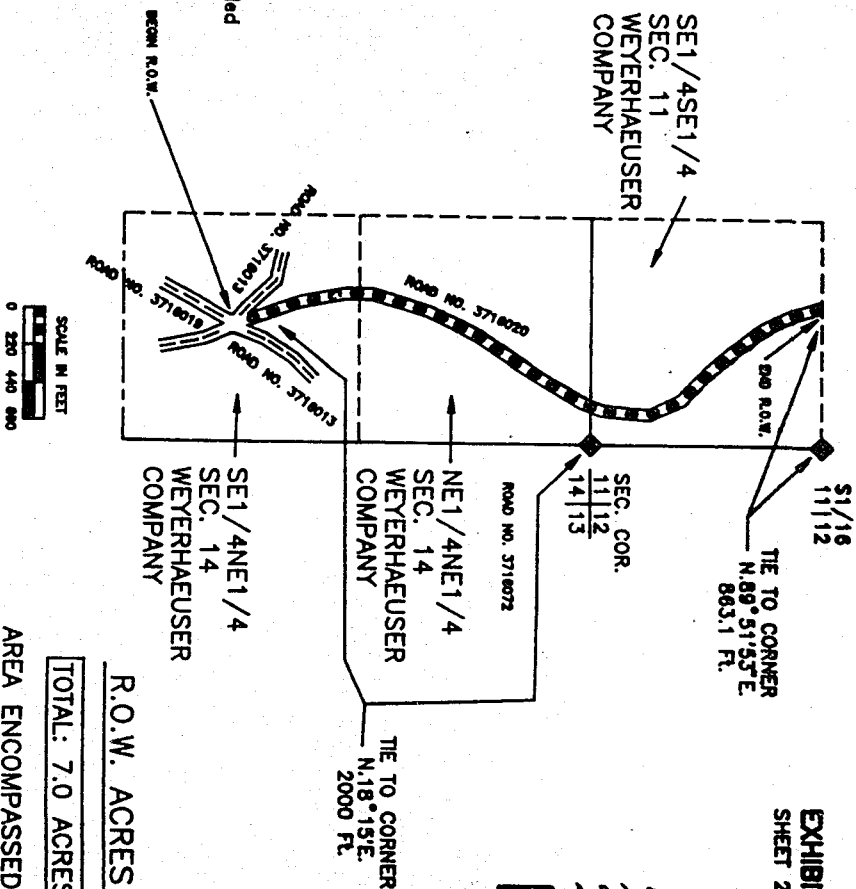 EXHIBI
SHEET 2
S1/16
11|12
TIE TO CORNER
N.89°51'53"E.
863.1 Ft.
END R.O.W.
SE1/4SE1/4
SEC. 11
WEYERHAEUSER
COMPANY
SEC. COR.
11|12
14|13
ROAD NO. 3718072
ROAD NO. 3718020
NE1/4NE1/4
SEC. 14
WEYERHAEUSER
COMPANY
TIE TO CORNER
N.18°15'E.
2000 Ft.
led
BEGIN R.O.W.
ROAD NO. 3718013
ROAD NO. 3718019
ROAD NO. 3718013
SE1/4NE1/4
SEC. 14
WEYERHAEUSER
COMPANY
SCALE IN FEET
0 220 440 880
R.O.W. ACRES
TOTAL: 7.0 ACRES
AREA ENCOMPASSED